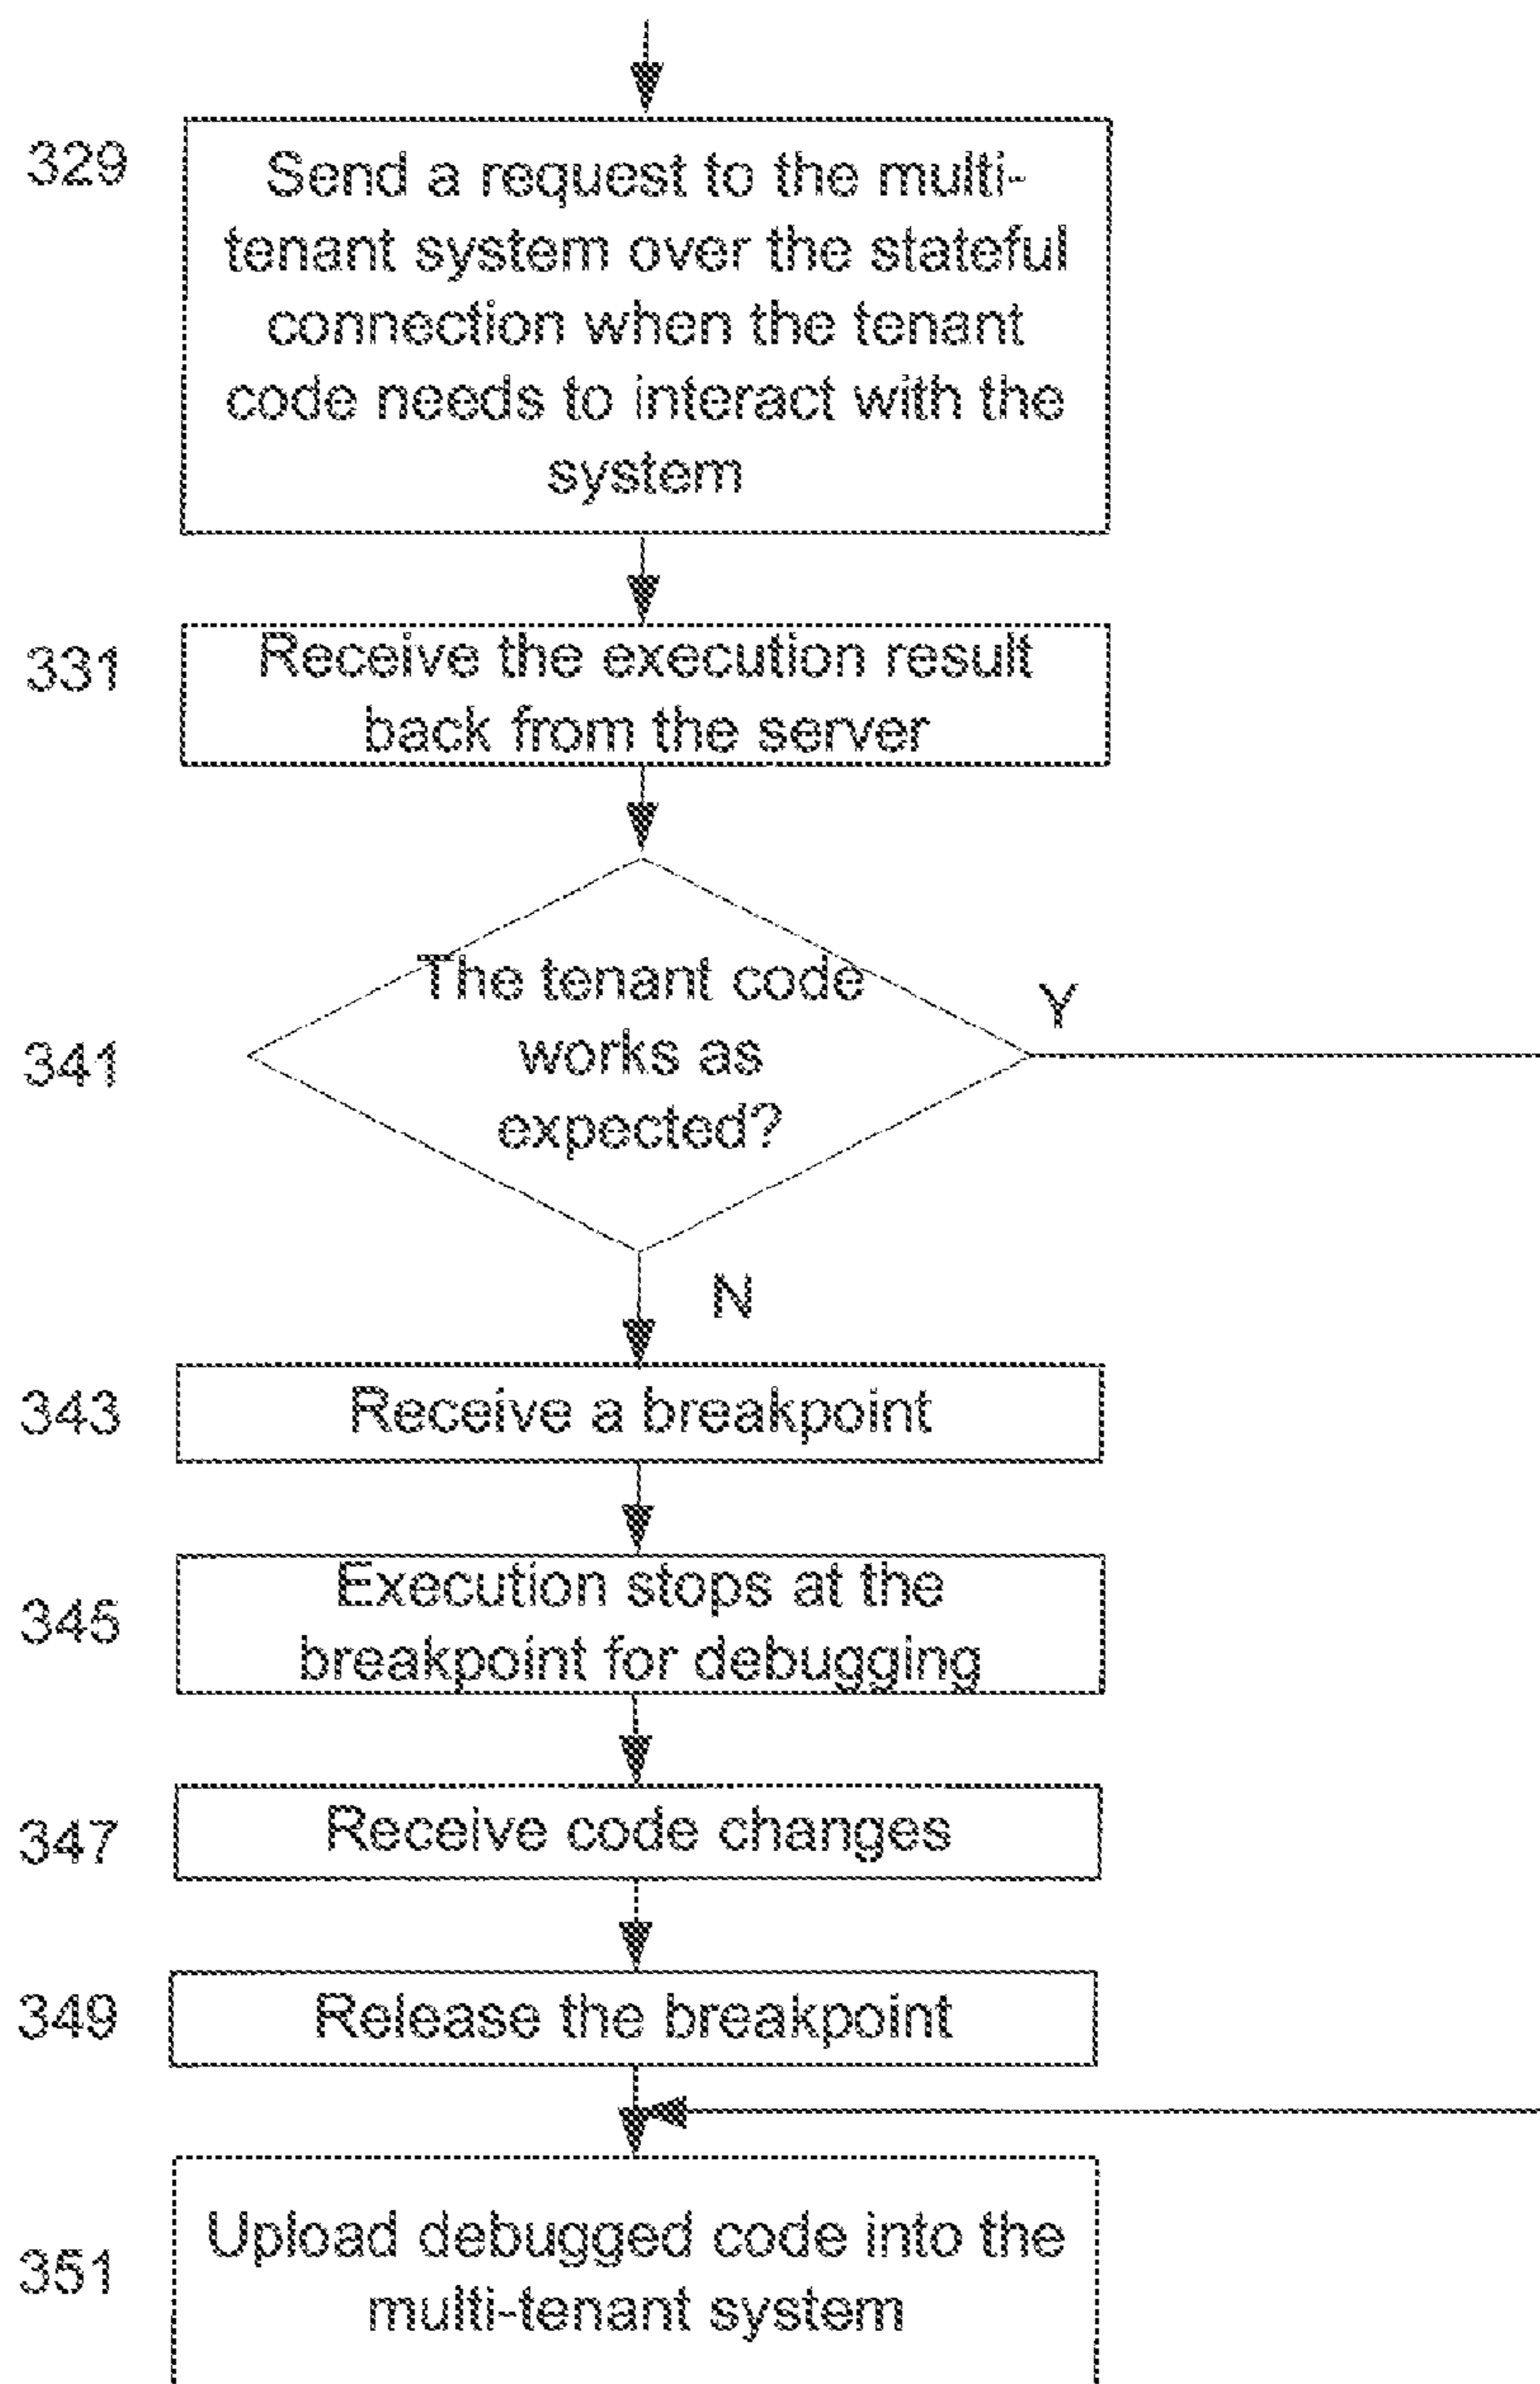 329
Send a request to the multi-
tenant system over the stateful
connection when the tenant
code needs to interact with the
system
331
Receive the execution result
back from the server
341
The tenant code
works as
expected?
Y
N
343
Receive a breakpoint
345
Execution stops at the
breakpoint for debugging
347
Receive code changes
349
Release the breakpoint
351
Upload debugged code into the
multi-tenant system